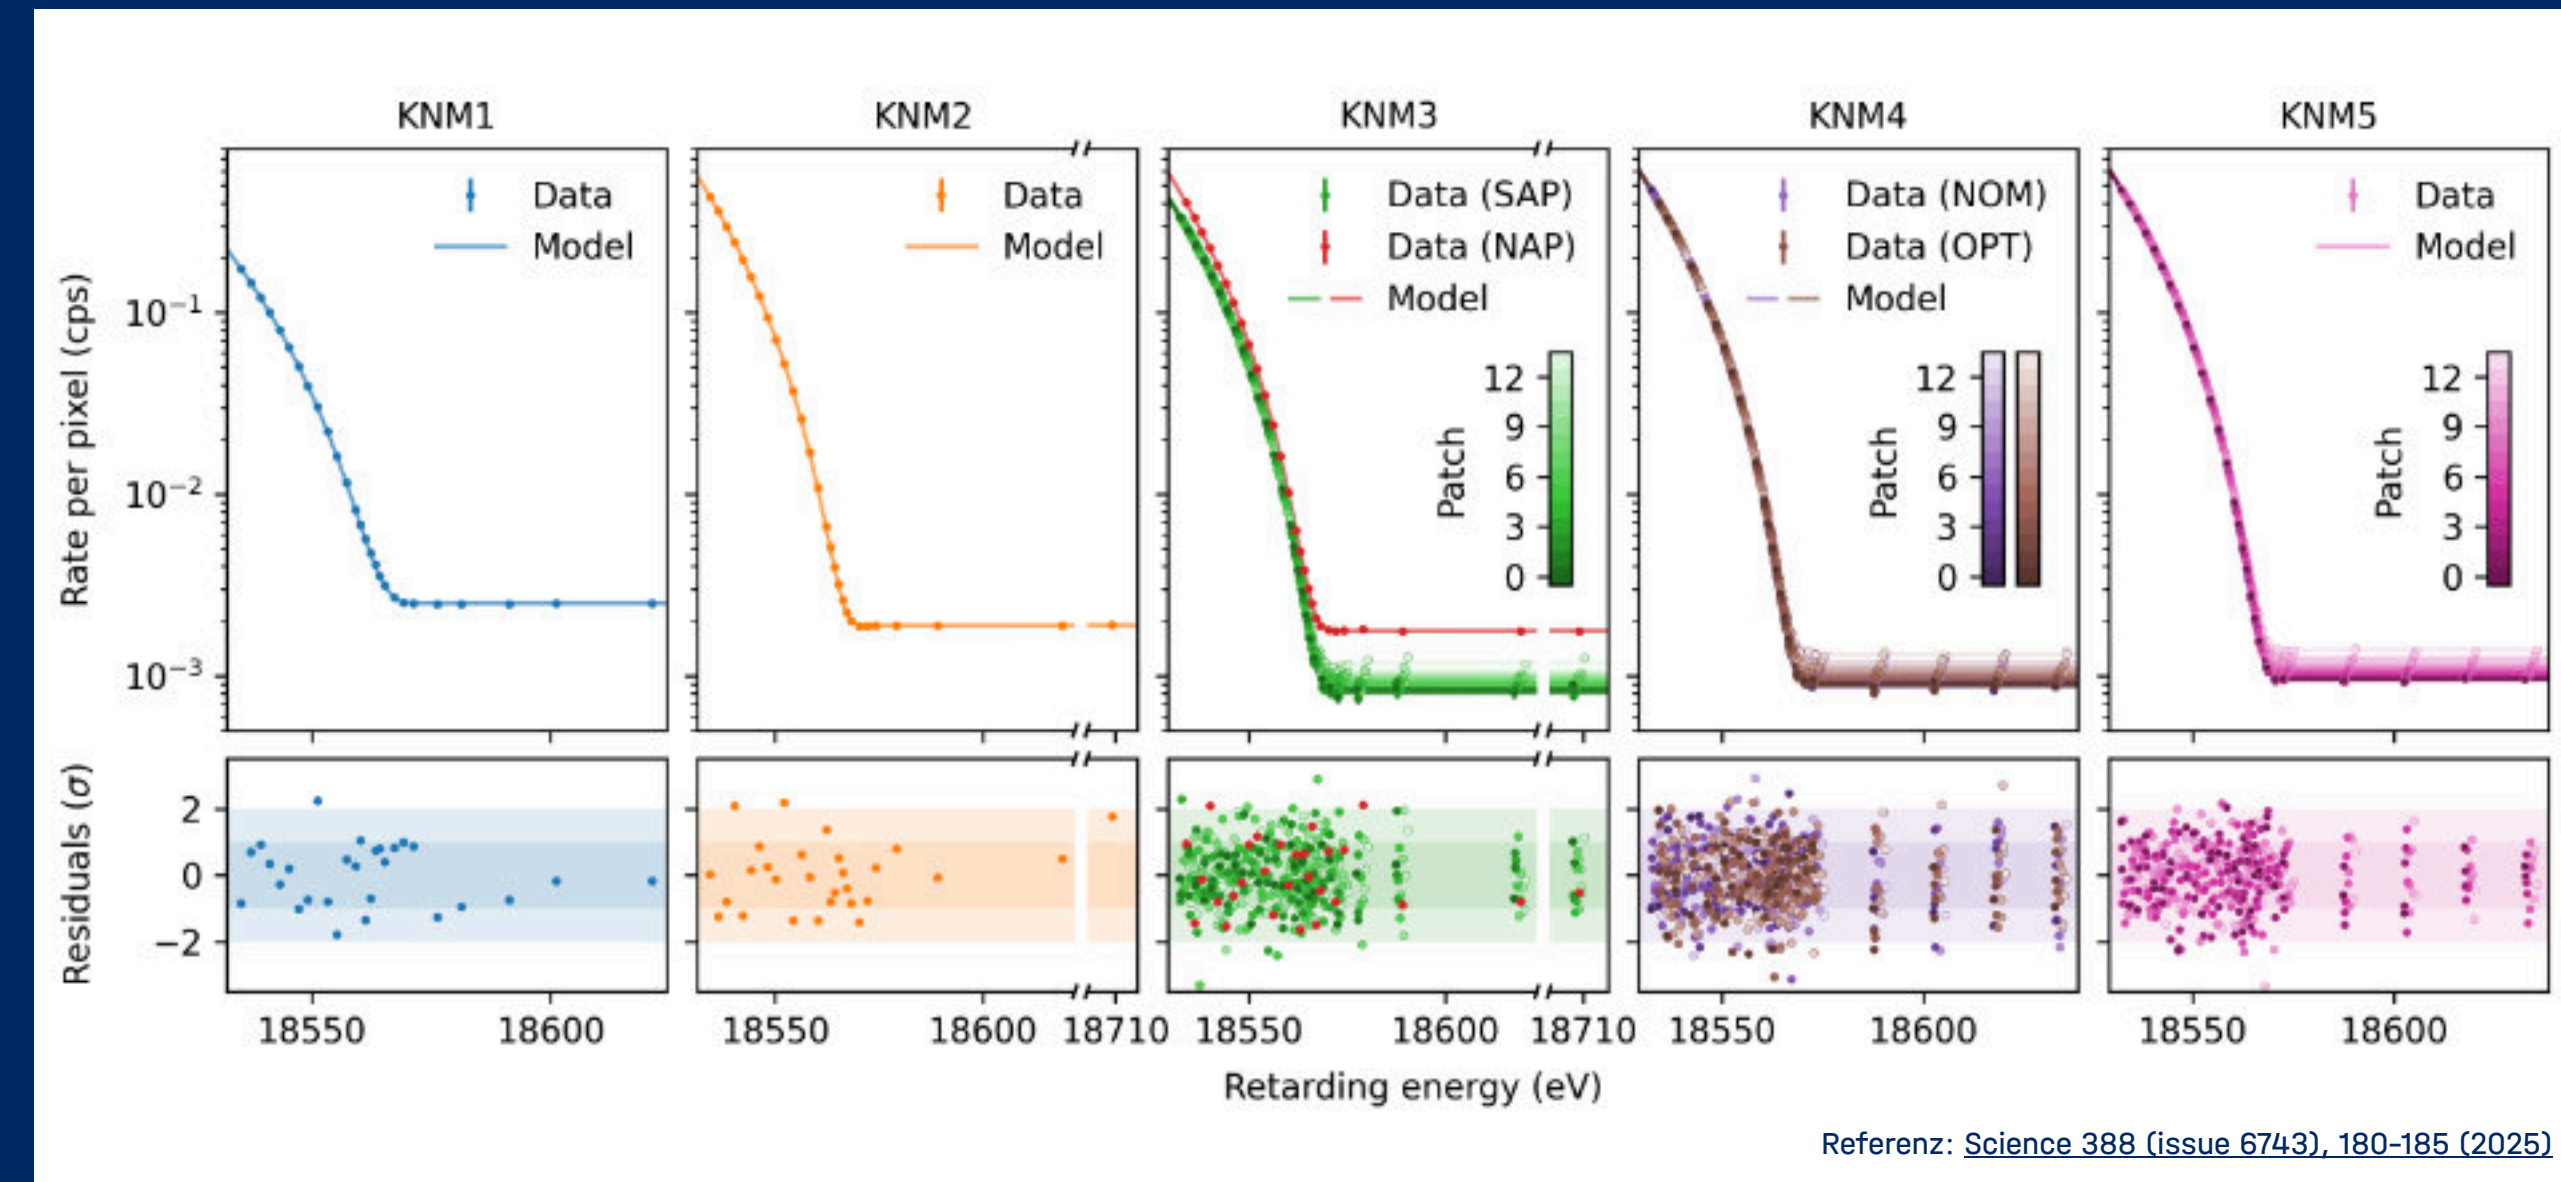 KNM1
KNM2
KNM3
KNM4
KNM5
Rate per pixel (cps)
10⁻¹
10⁻²
10⁻³
Data
Model
Data
Model
Data (SAP)
Data (NAP)
Model
Patch
12
9
6
3
0
Data (NOM)
Data (OPT)
Model
Patch
12
9
6
3
0
Data
Model
Patch
12
9
6
3
0
Residuals (σ)
2
0
−2
18550 18600
18550 18600 18710
18550 18600 18710
18550 18600
18550 18600
Retarding energy (eV)
Referenz: Science 388 (issue 6743), 180-185 (2025)